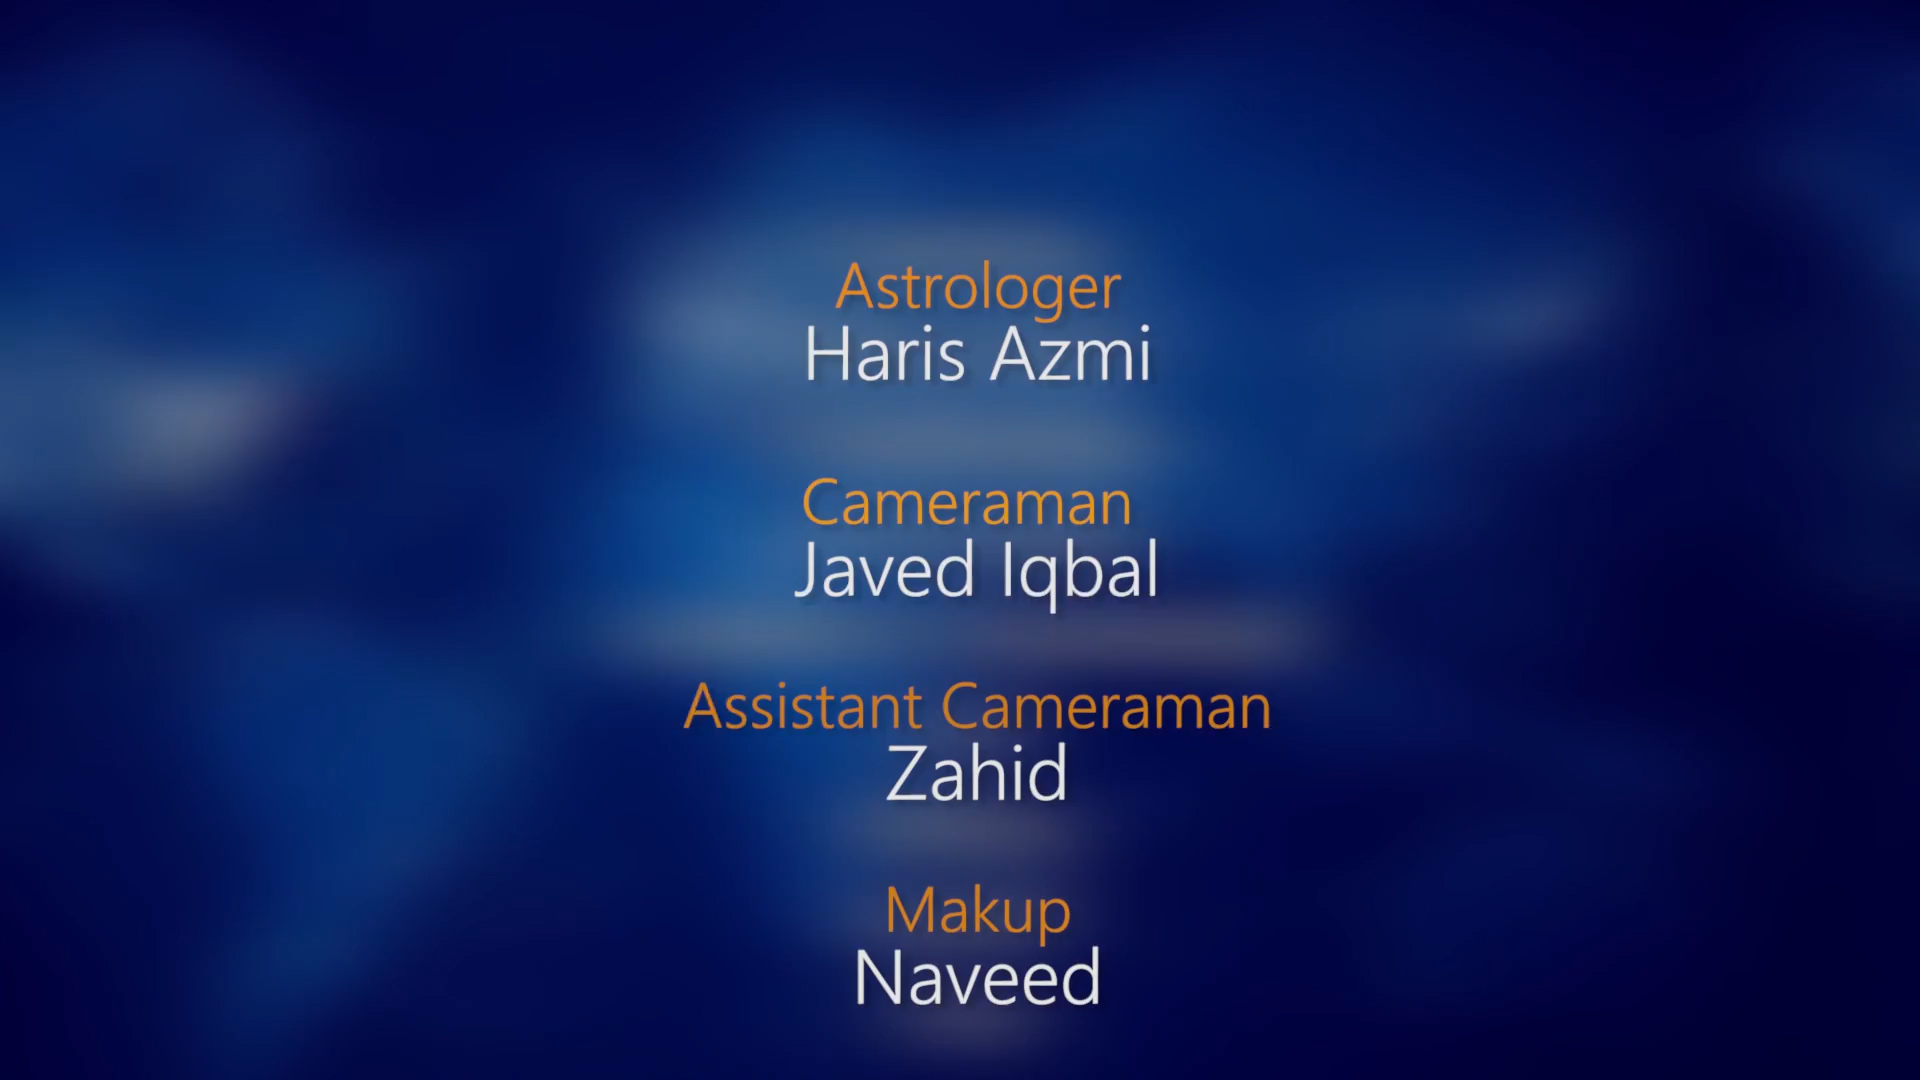 Astrologer
Haris Azmi
Cameraman
Javed Iqbal
Assistant Cameraman
Zahid
Makup
Naveed